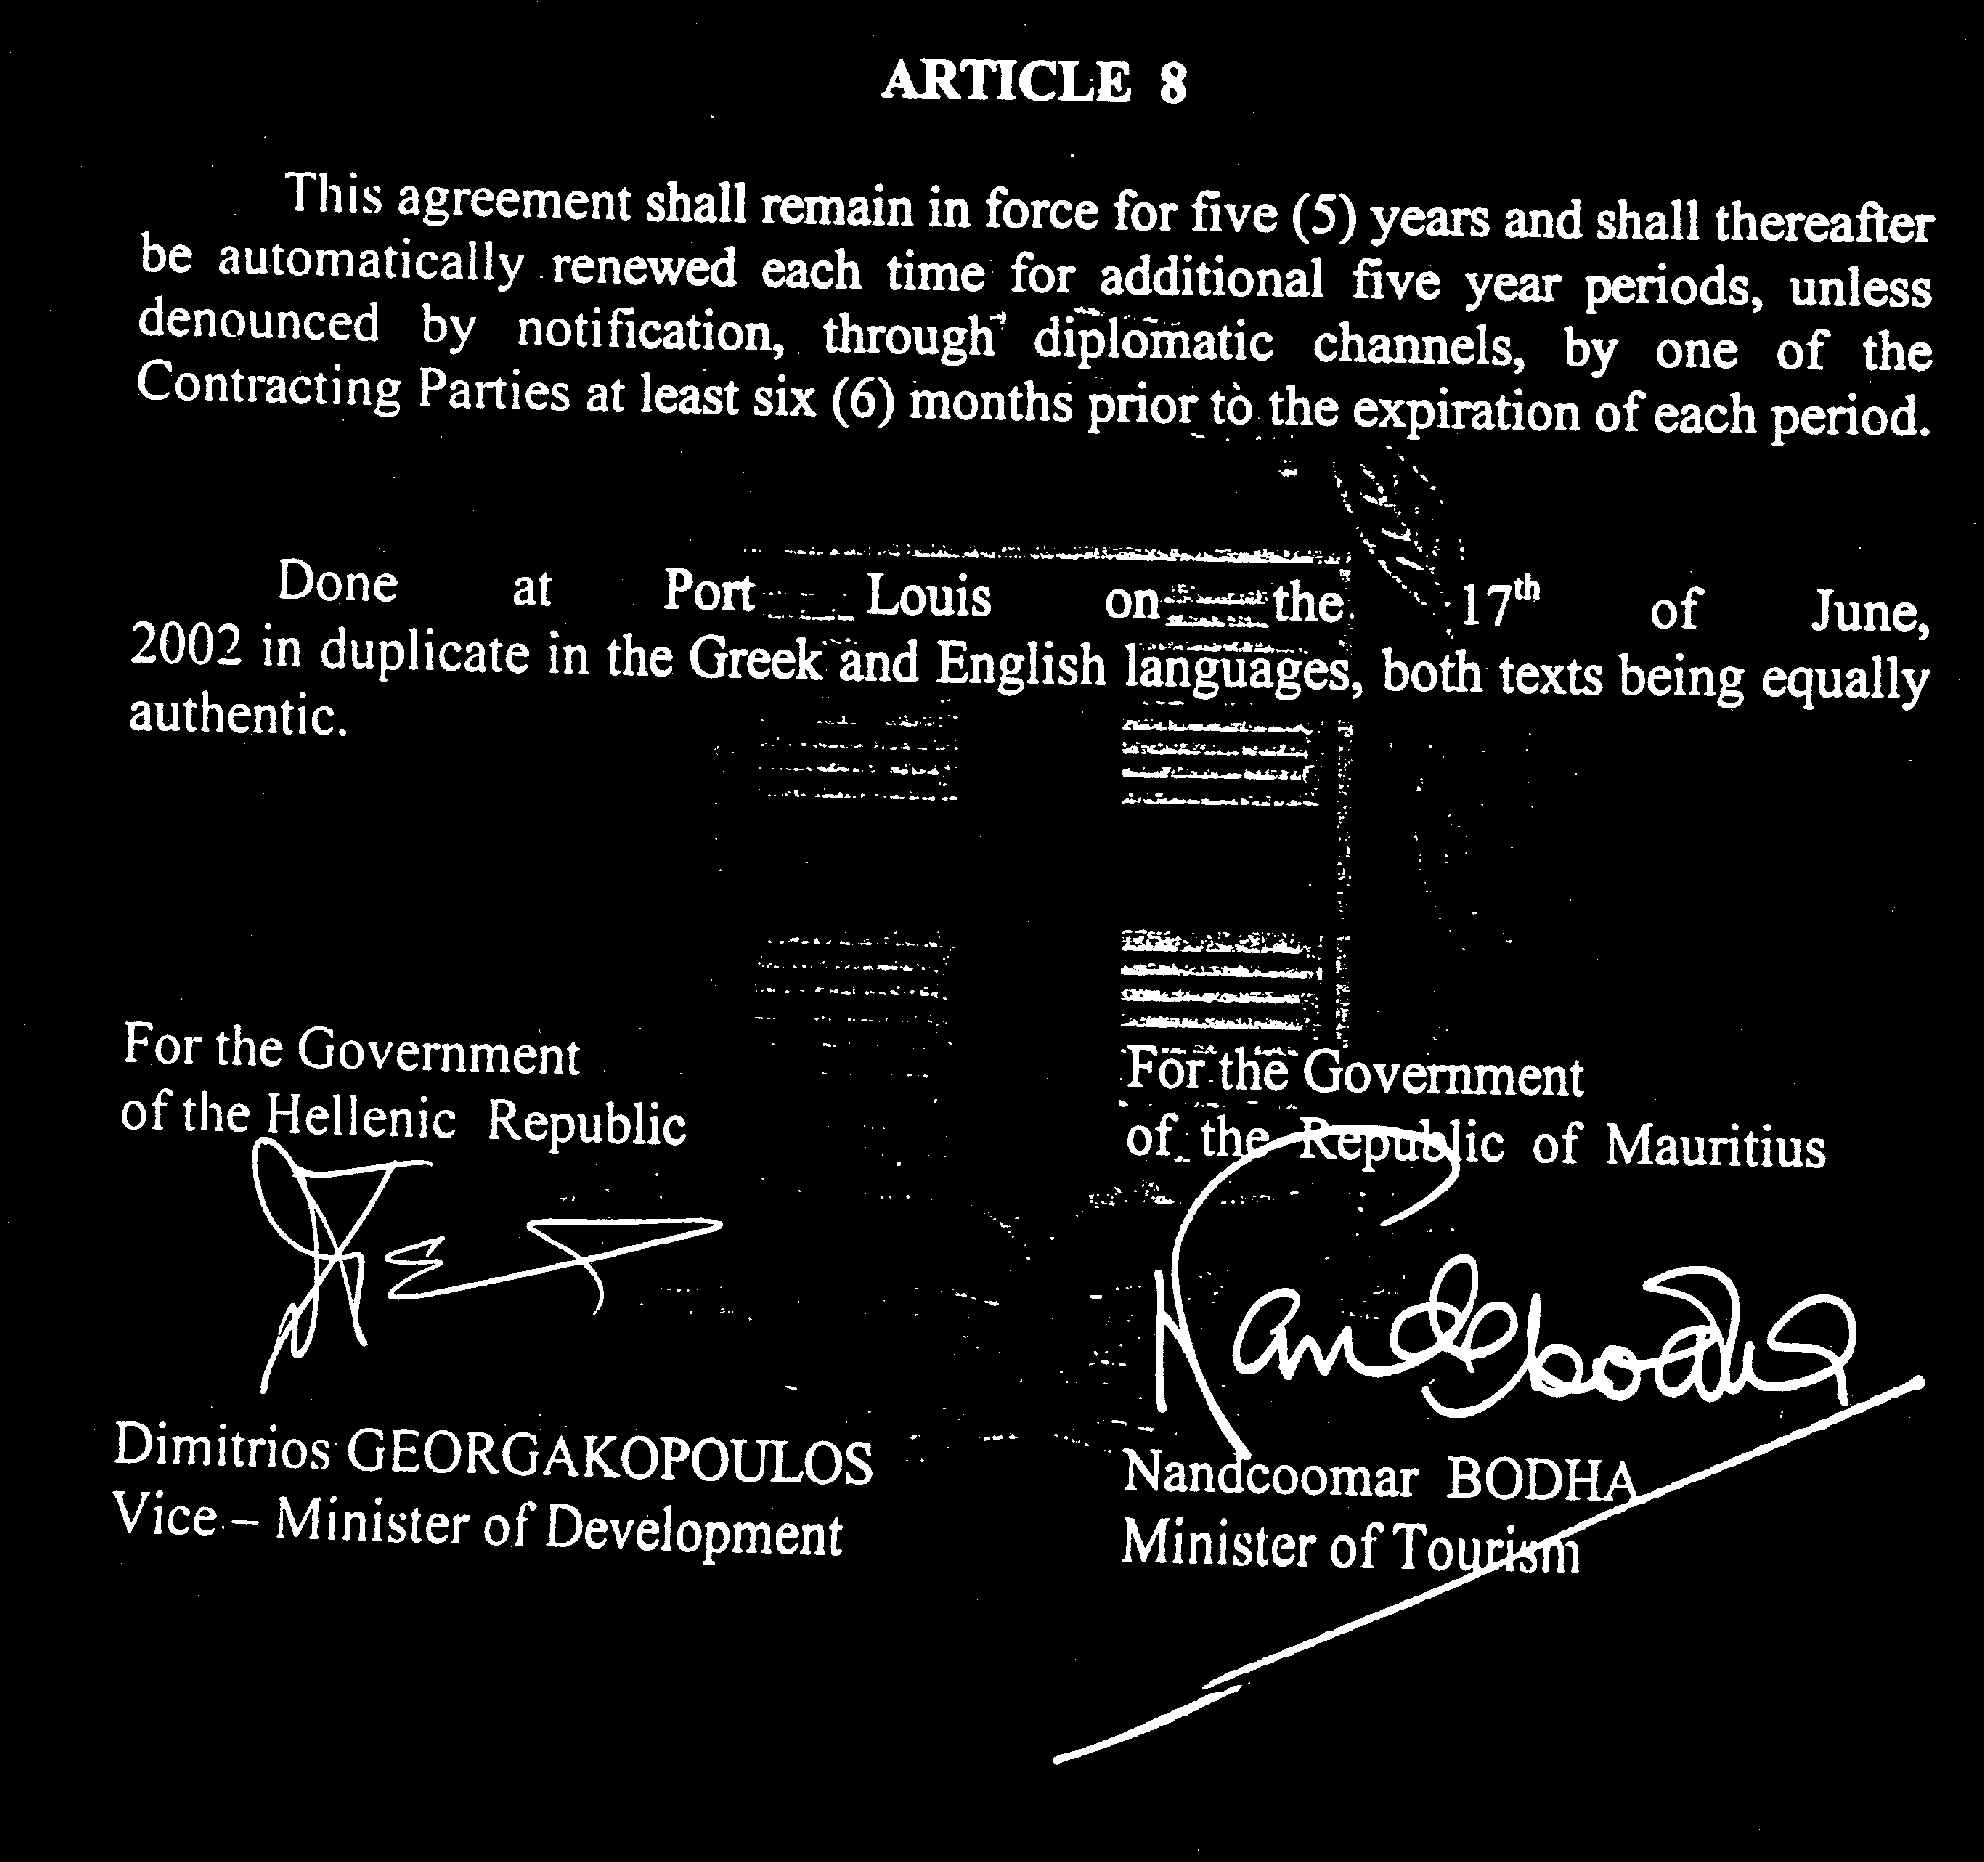 ARTICLE 8
This agreement shall remain in force for five (5) years and shall thereafter
be automatically renewed each time for additional five year periods, unless
denounced by notification, through diplomatic channels, by one of the
Contracting Parties at least six (6) months prior to the expiration of each period.
Done at Port Louis on the 17th of June,
2002 in duplicate in the Greek and English languages, both texts being equally
authentic.
For the Government
of the Hellenic Republic
For the Government
of the Republic of Mauritius
Dimitrios GEORGAKOPOULOS
Vice – Minister of Development
Nandcoomar BODHA
Minister of Tourism